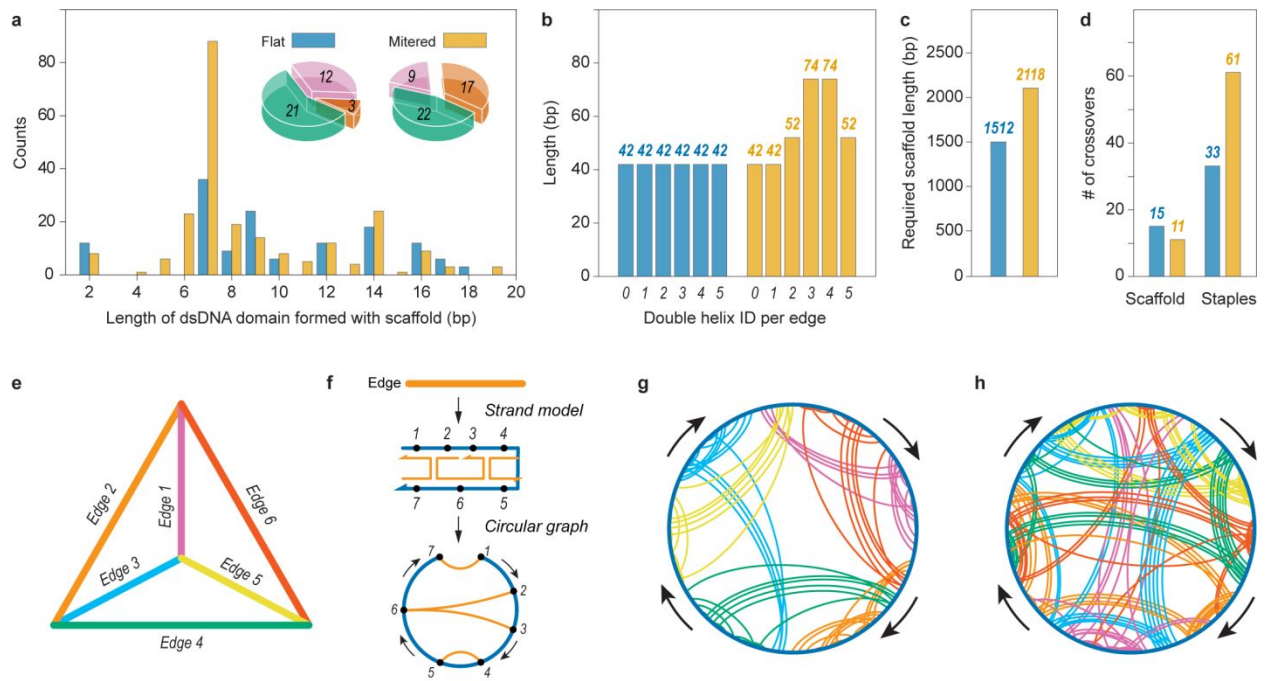 a
Counts
80
60
40
20
0
2 4 6 8 10 12 14 16 18 20
Length of dsDNA domain formed with scaffold (bp)
Flat
Mitered
12
21
3
9
17
22
b
Length (bp)
80
60
40
20
0
42 42 42 42 42 42
42 42 52 74 74 52
0 1 2 3 4 5
0 1 2 3 4 5
Double helix ID per edge
c
Required scaffold length (bp)
2500
2000
1500
1000
500
0
1512
2118
d
# of crossovers
60
40
20
0
15
11
33
61
Scaffold
Staples
e
Edge 2
Edge 1
Edge 6
Edge 3
Edge 5
Edge 4
f
Edge
Strand model
1 2 3 4
7 6 5
Circular graph
7 1
2
6
3
5 4
g
h